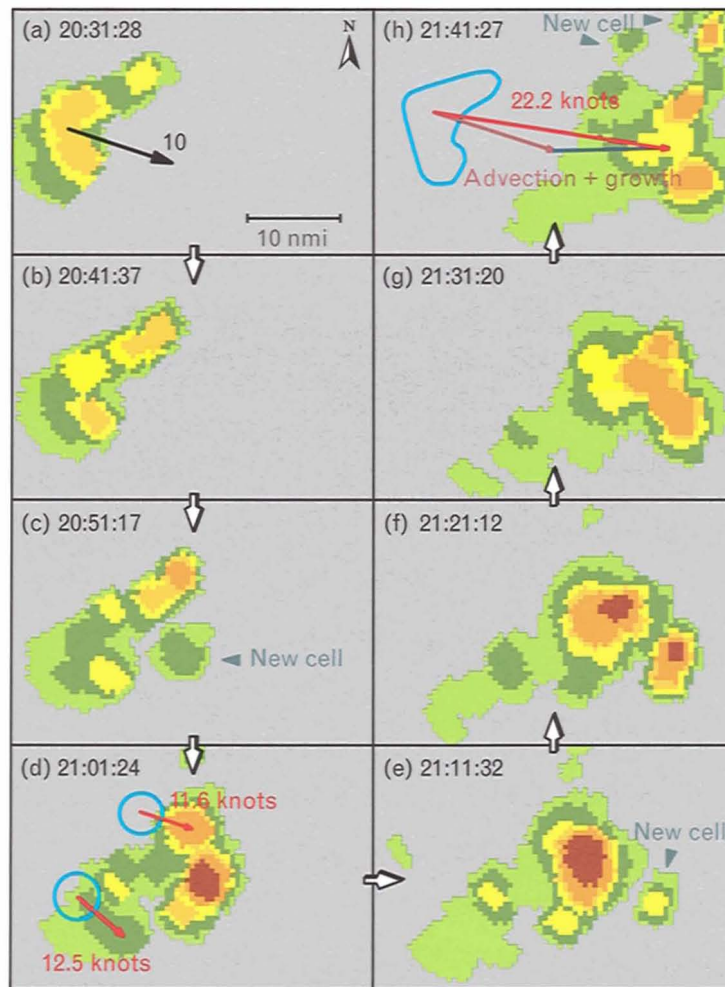 (a) 20:31:28
N
10
10 nmi
(b) 20:41:37
(c) 20:51:17
New cell
(d) 21:01:24
11.6 knots
12.5 knots
(e) 21:11:32
New cell
(f) 21:21:12
(g) 21:31:20
(h) 21:41:27
New cell
22.2 knots
Advection + growth